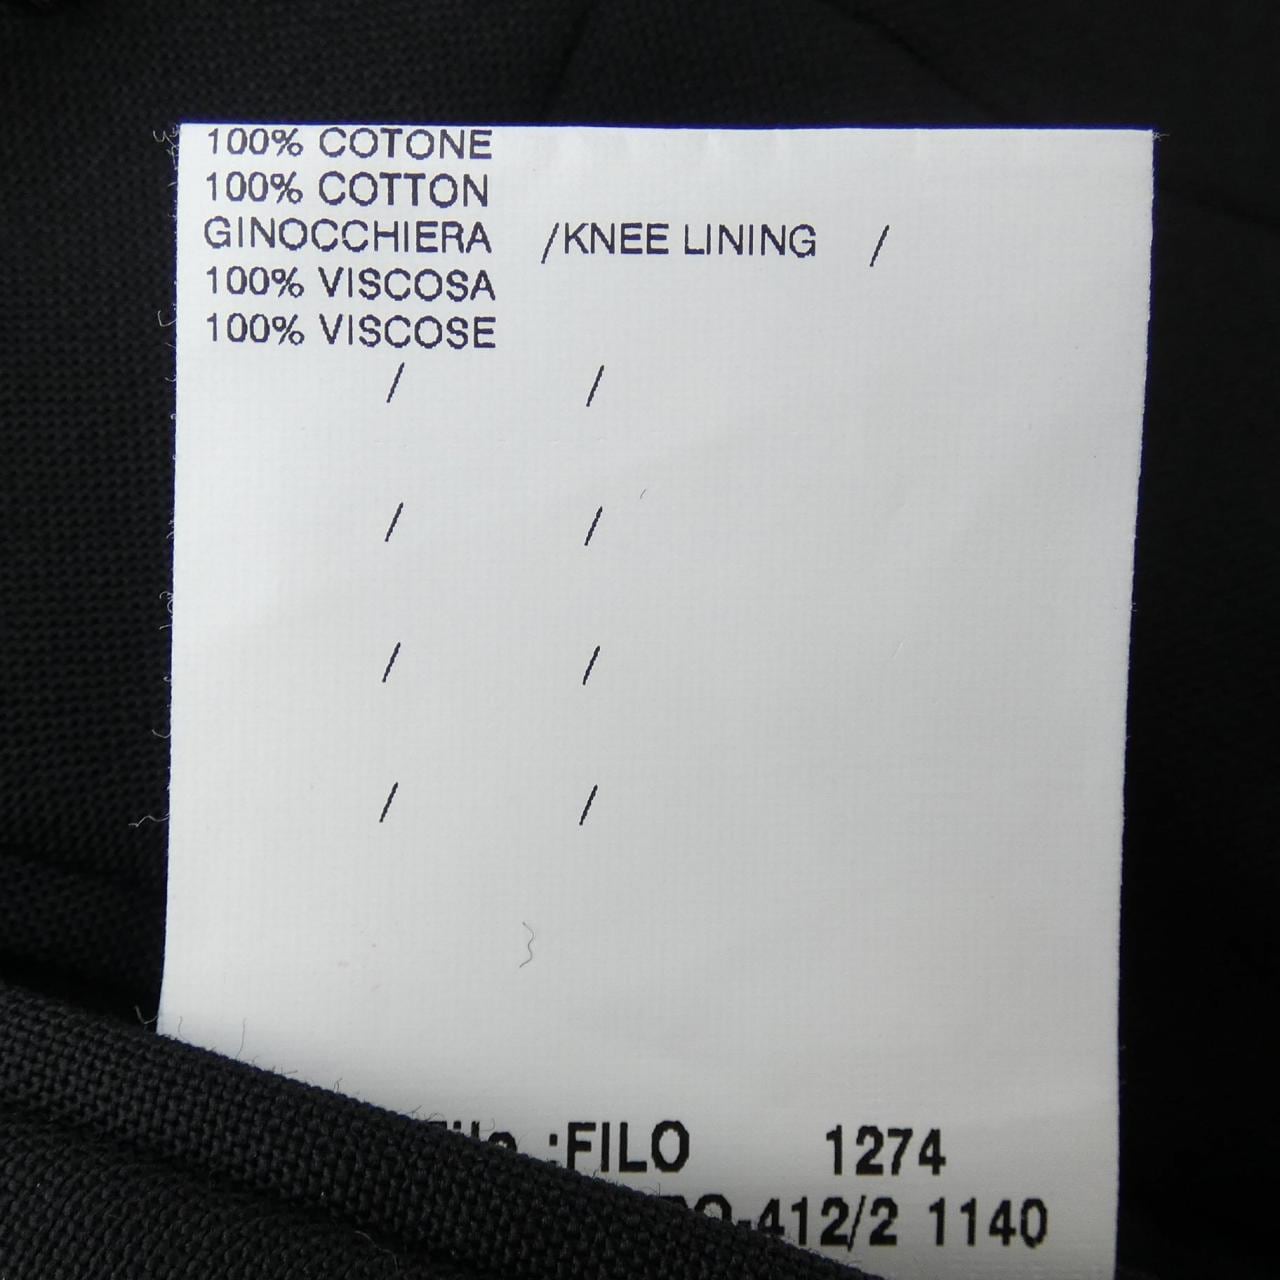 100% COTONE
100% COTTON
GINOCCHIERA /KNEE LINING /
100% VISCOSA
100% VISCOSE
/ /
/ /
/ /
/ /
:FILO 1274
-412/2 1140